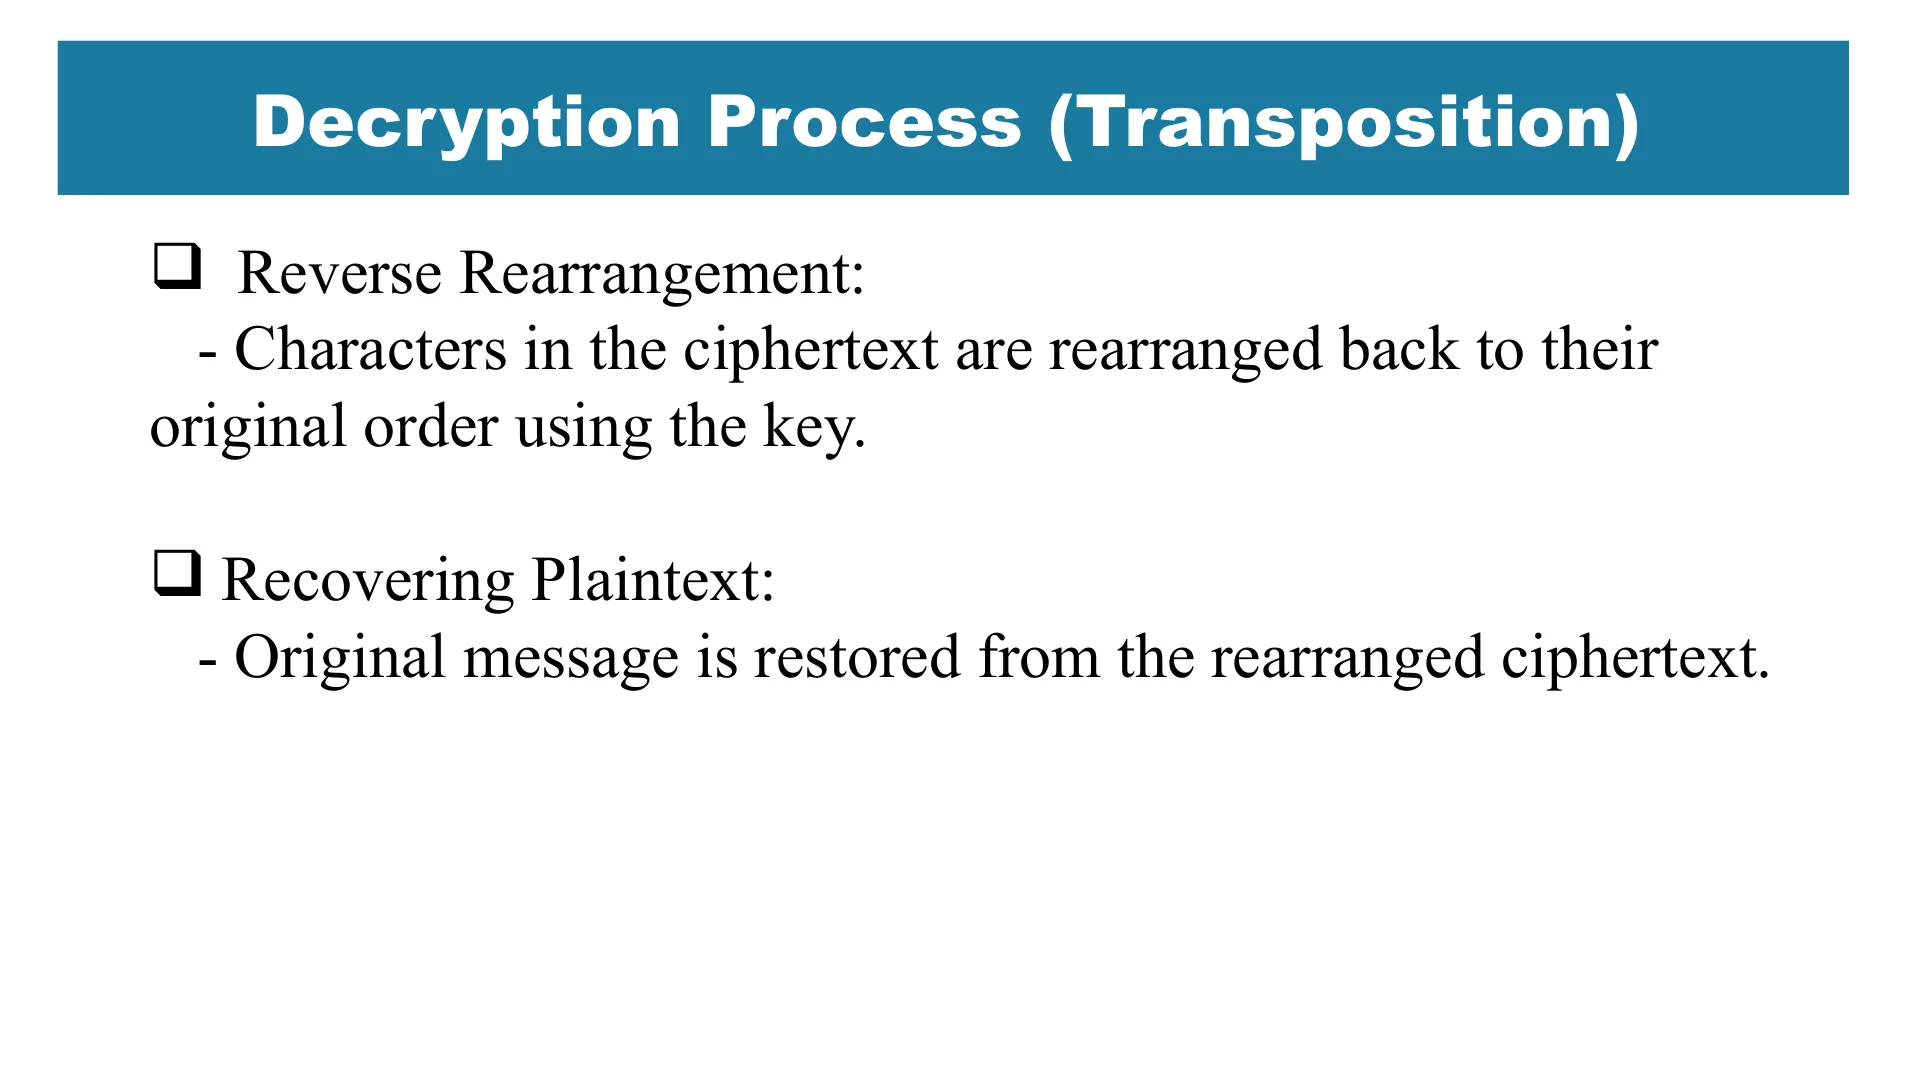 Decryption Process (Transposition)
❑ Reverse Rearrangement:
- Characters in the ciphertext are rearranged back to their
original order using the key.
❑ Recovering Plaintext:
- Original message is restored from the rearranged ciphertext.